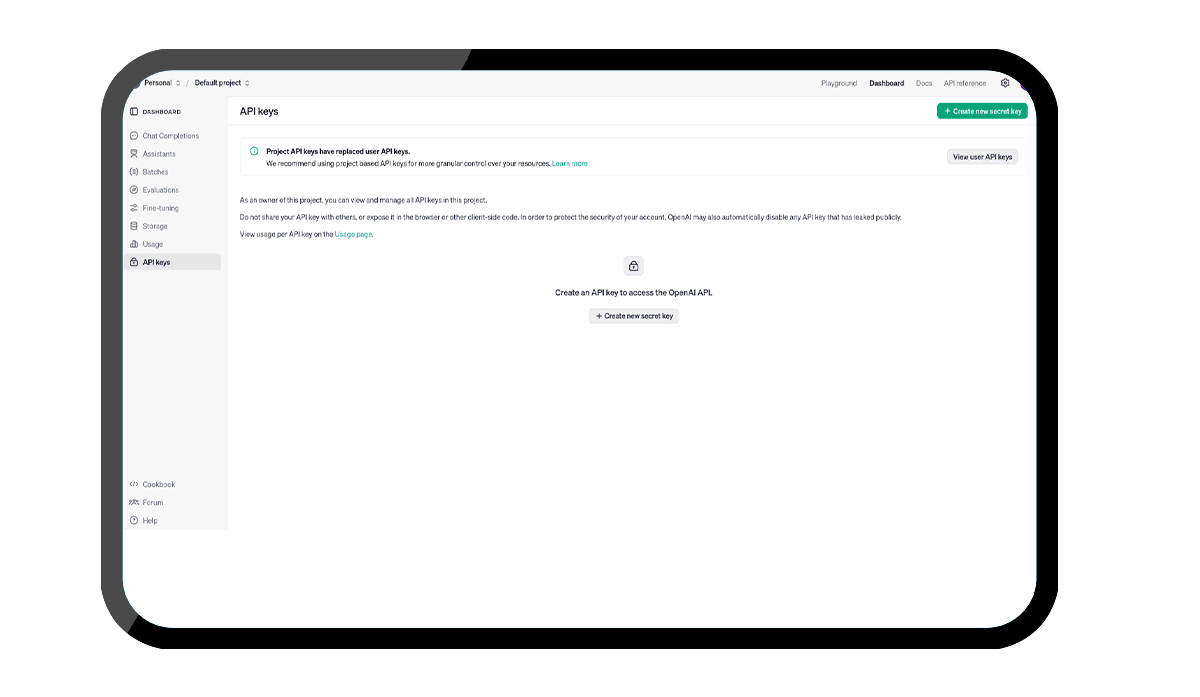 Personal / Default project
Playground Dashboard Docs API reference
DASHBOARD
Chat Completions
Assistants
Batches
Evaluations
Fine-tuning
Storage
Usage
API keys
Cookbook
Forum
Help
API keys
+ Create new secret key
Project API keys have replaced user API keys.
We recommend using project based API keys for more granular control over your resources. Learn more
View user API keys
As an owner of this project, you can view and manage all API keys in this project.
Do not share your API key with others, or expose it in the browser or other client-side code. In order to protect the security of your account, OpenAI may also automatically disable any API key that has leaked publicly.
View usage per API key on the Usage page.
Create an API key to access the OpenAI API.
+ Create new secret key